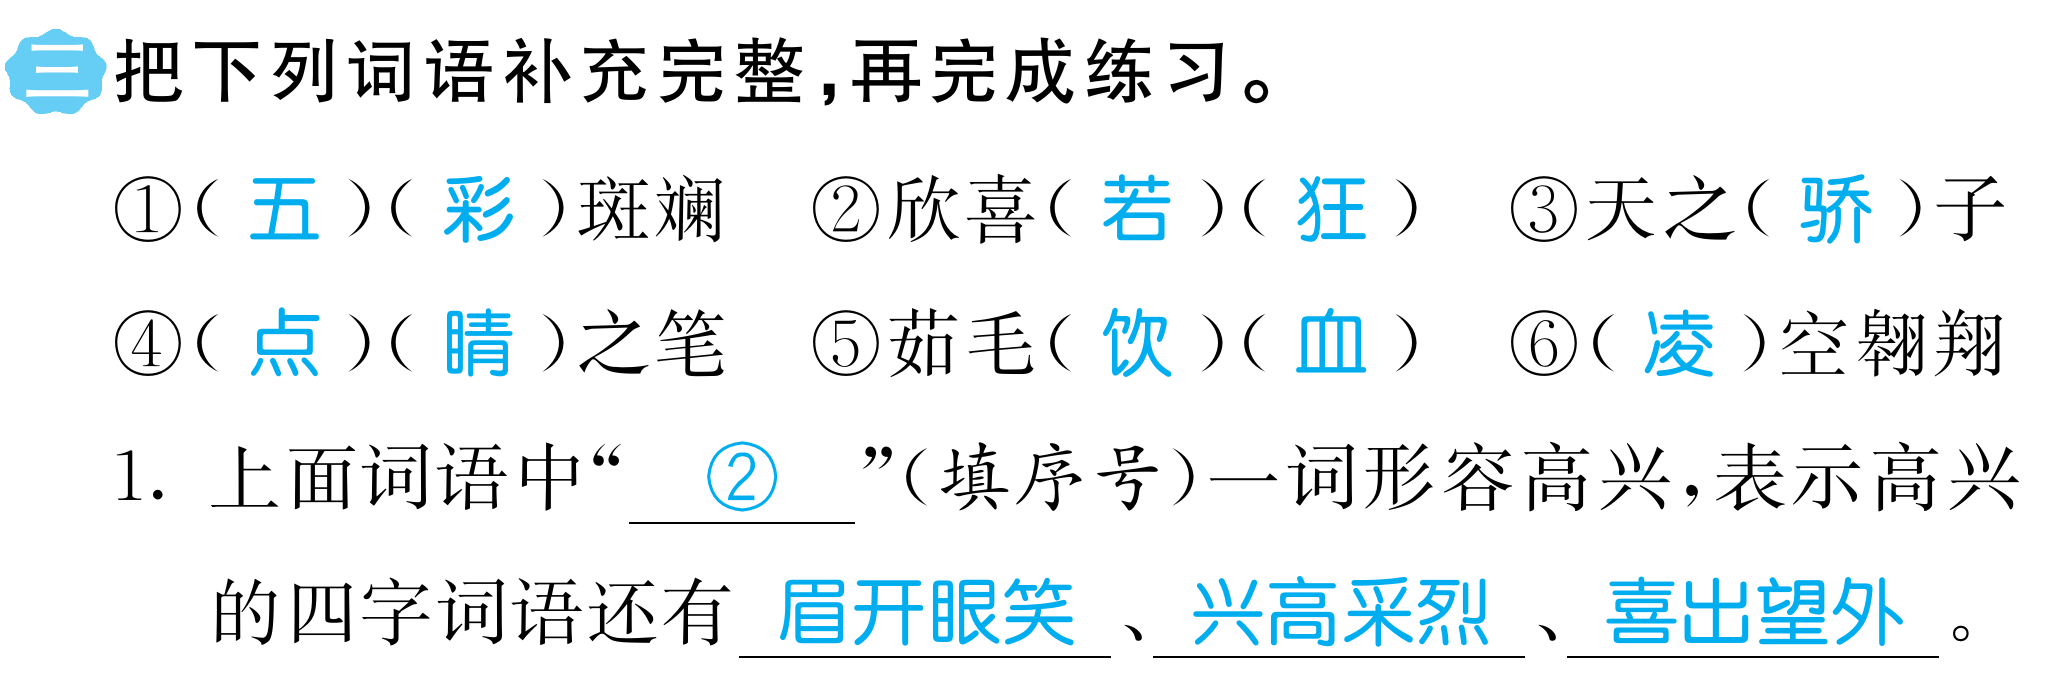 三 把下列词语补充完整,再完成练习。
①( 五 )( 彩 )斑斓 ②欣喜( 若 )( 狂 ) ③天之( 骄 )子
④( 点 )( 睛 )之笔 ⑤茹毛( 饮 )( 血 ) ⑥( 凌 )空翱翔
1. 上面词语中“ ② ”(填序号)一词形容高兴,表示高兴
的四字词语还有 眉开眼笑 、 兴高采烈 、 喜出望外 。